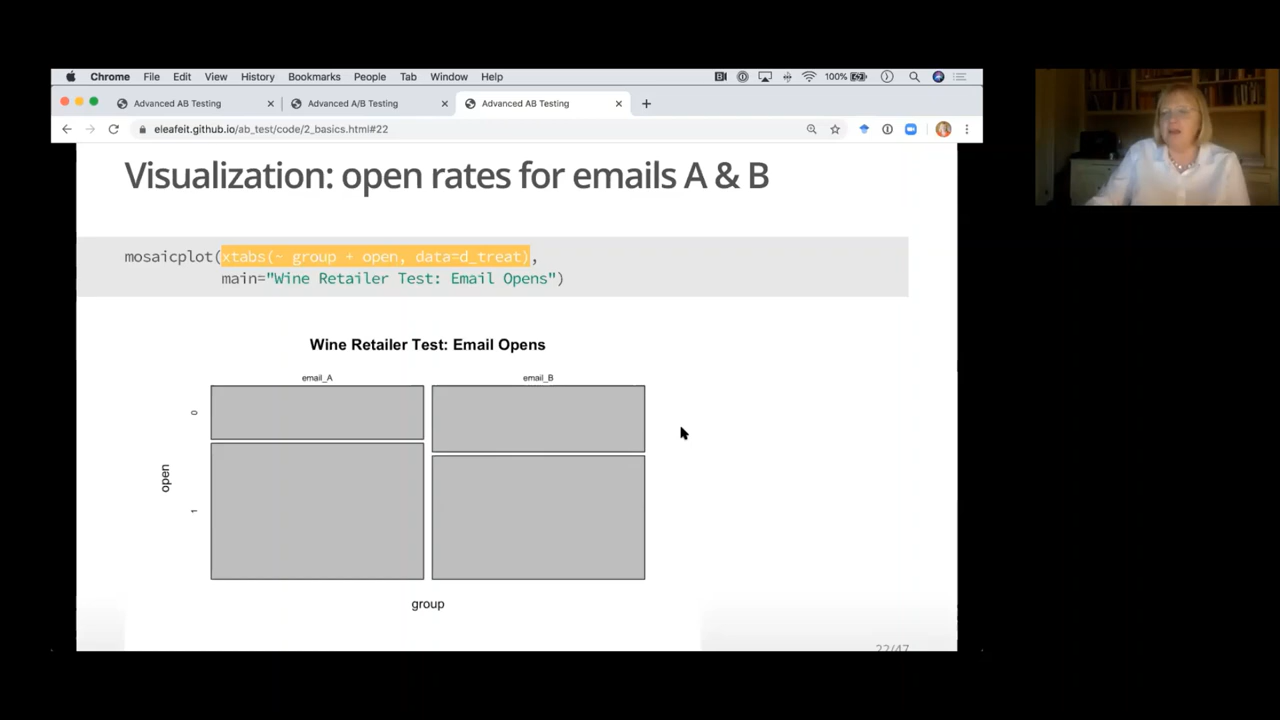 Chrome File Edit View History Bookmarks People Tab Window Help 100%
Advanced AB Testing Advanced A/B Testing Advanced AB Testing
eleafeit.github.io/ab_test/code/2_basics.html#22
Visualization: open rates for emails A & B
mosaicplot(xtabs(~ group + open, data=d_treat),
main="Wine Retailer Test: Email Opens")
Wine Retailer Test: Email Opens
email_A email_B
0
open
1
group
22/47